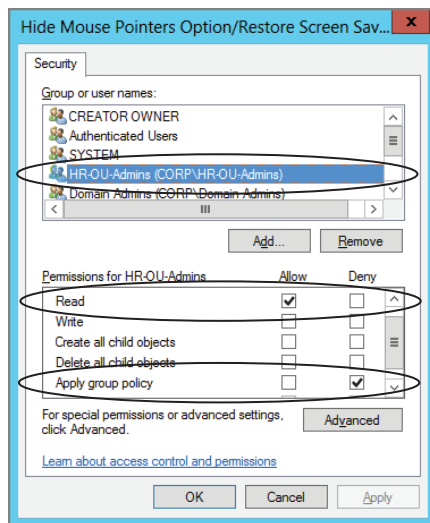 Hide Mouse Pointers Option/Restore Screen Sav...
x
Security
Group or user names:
CREATOR OWNER
Authenticated Users
SYSTEM
HR-OU-Admins (CORP\HR-OU-Admins)
Domain Admins (CORP\Domain Admins)
Add... Remove
Permissions for HR-OU-Admins Allow Deny
Read
Write
Create all child objects
Delete all child objects
Apply group policy
For special permissions or advanced settings,
click Advanced.
Advanced
Learn about access control and permissions
OK Cancel Apply